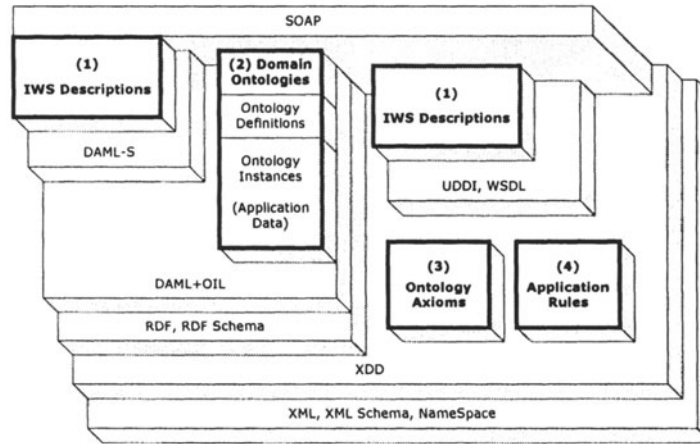 SOAP
(1)
IWS Descriptions
(2) Domain
Ontologies
Ontology
Definitions
Ontology
Instances
(Application
Data)
(1)
IWS Descriptions
DAML-S
UDDI, WSDL
(3)
Ontology
Axioms
(4)
Application
Rules
DAML+OIL
RDF, RDF Schema
XDD
XML, XML Schema, NameSpace